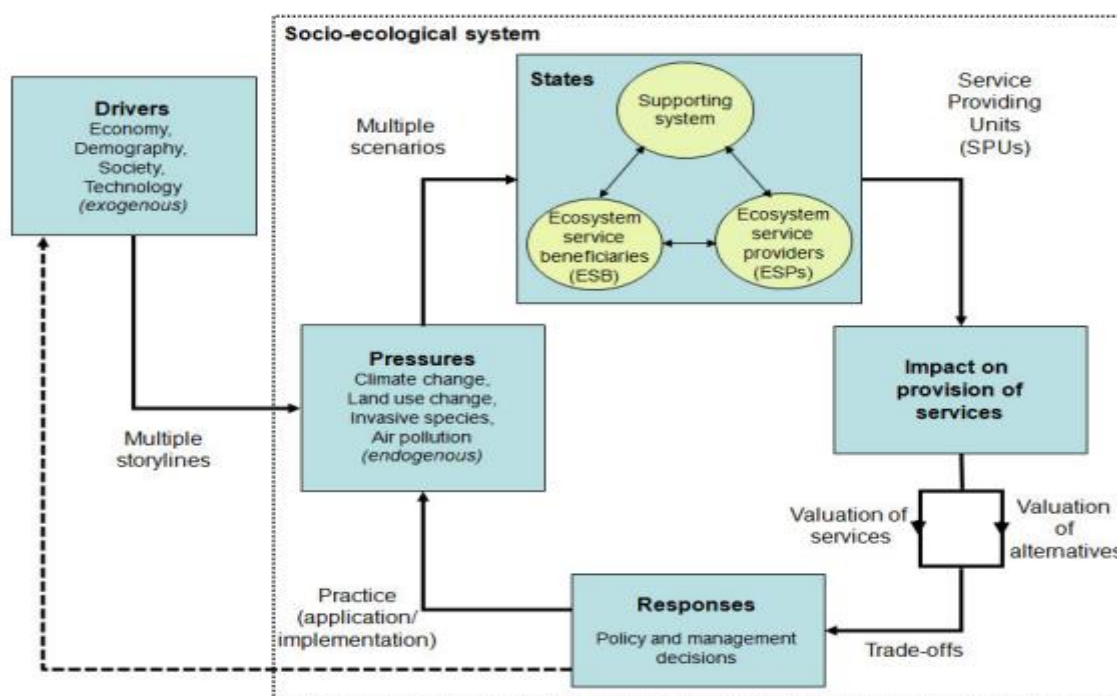 Socio-ecological system
Drivers
Economy,
Demography,
Society,
Technology
(exogenous)
Multiple
storylines
Pressures
Climate change,
Land use change,
Invasive species,
Air pollution
(endogenous)
Multiple
scenarios
States
Supporting
system
Ecosystem
service
beneficiaries
(ESB)
Ecosystem
service
providers
(ESPs)
Service
Providing
Units
(SPUs)
Impact on
provision of
services
Valuation of
services
Valuation
of
alternatives
Trade-offs
Responses
Policy and management
decisions
Practice
(application/
implementation)